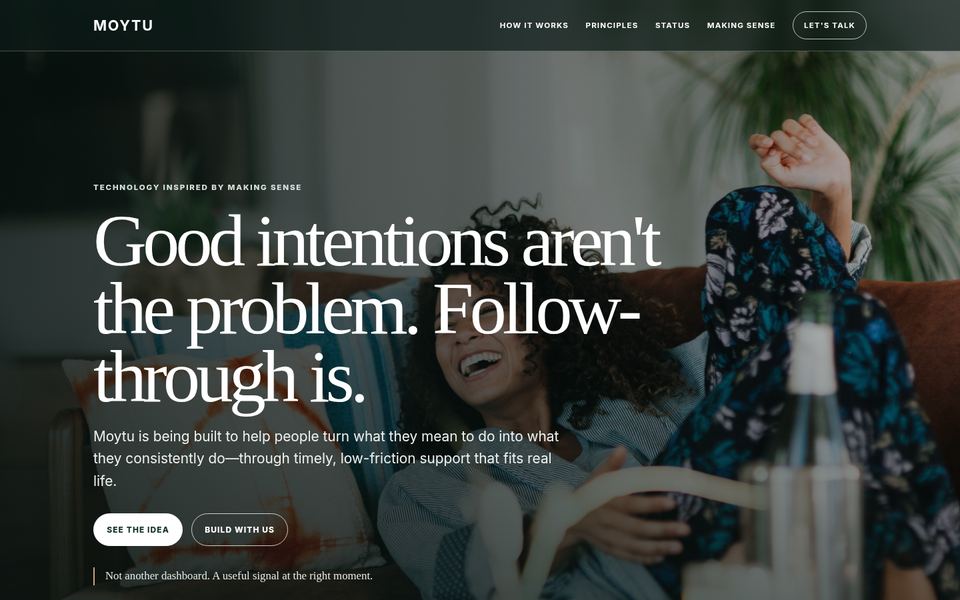 MOYTU
HOW IT WORKS
PRINCIPLES
STATUS
MAKING SENSE
LET'S TALK
TECHNOLOGY INSPIRED BY MAKING SENSE
Good intentions aren't
the problem. Follow-
through is.
Moytu is being built to help people turn what they mean to do into what
they consistently do—through timely, low-friction support that fits real
life.
SEE THE IDEA
BUILD WITH US
Not another dashboard. A useful signal at the right moment.